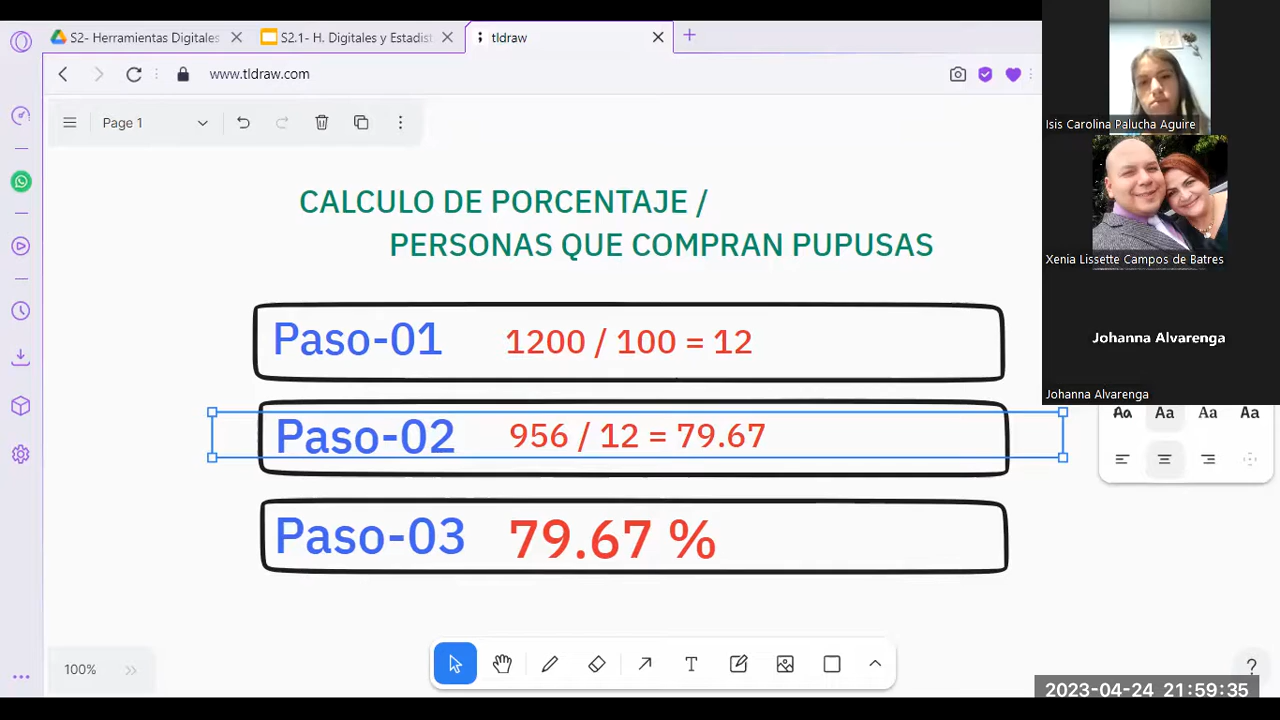 S2- Herramientas Digitales
S2.1- H. Digitales y Estadist
tldraw
www.tldraw.com
Page 1
CALCULO DE PORCENTAJE /
PERSONAS QUE COMPRAN PUPUSAS
Paso-01 1200 / 100 = 12
Paso-02 956 / 12 = 79.67
Paso-03 79.67 %
Isis Carolina Palucha Aguire
Xenia Lissette Campos de Batres
Johanna Alvarenga
Johanna Alvarenga
Aa Aa Aa Aa
100%
T
?
2023-04-24 21:59:35